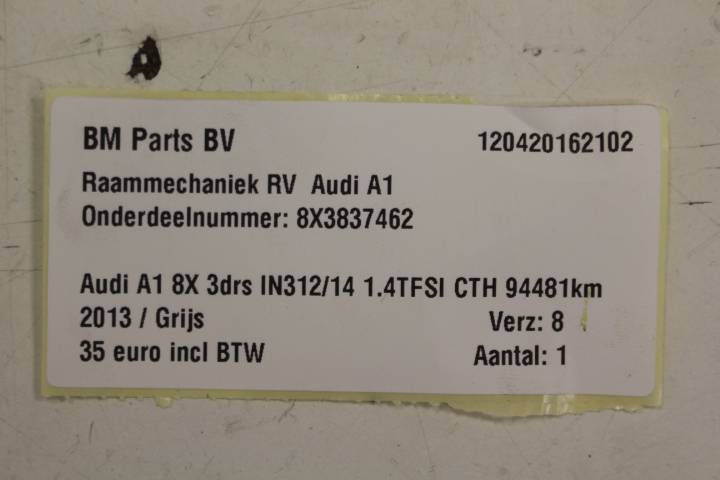 BM Parts BV 120420162102
Raammechaniek RV Audi A1
Onderdeelnummer: 8X3837462
Audi A1 8X 3drs IN312/14 1.4TFSI CTH 94481km
2013 / Grijs Verz: 8
35 euro incl BTW Aantal: 1